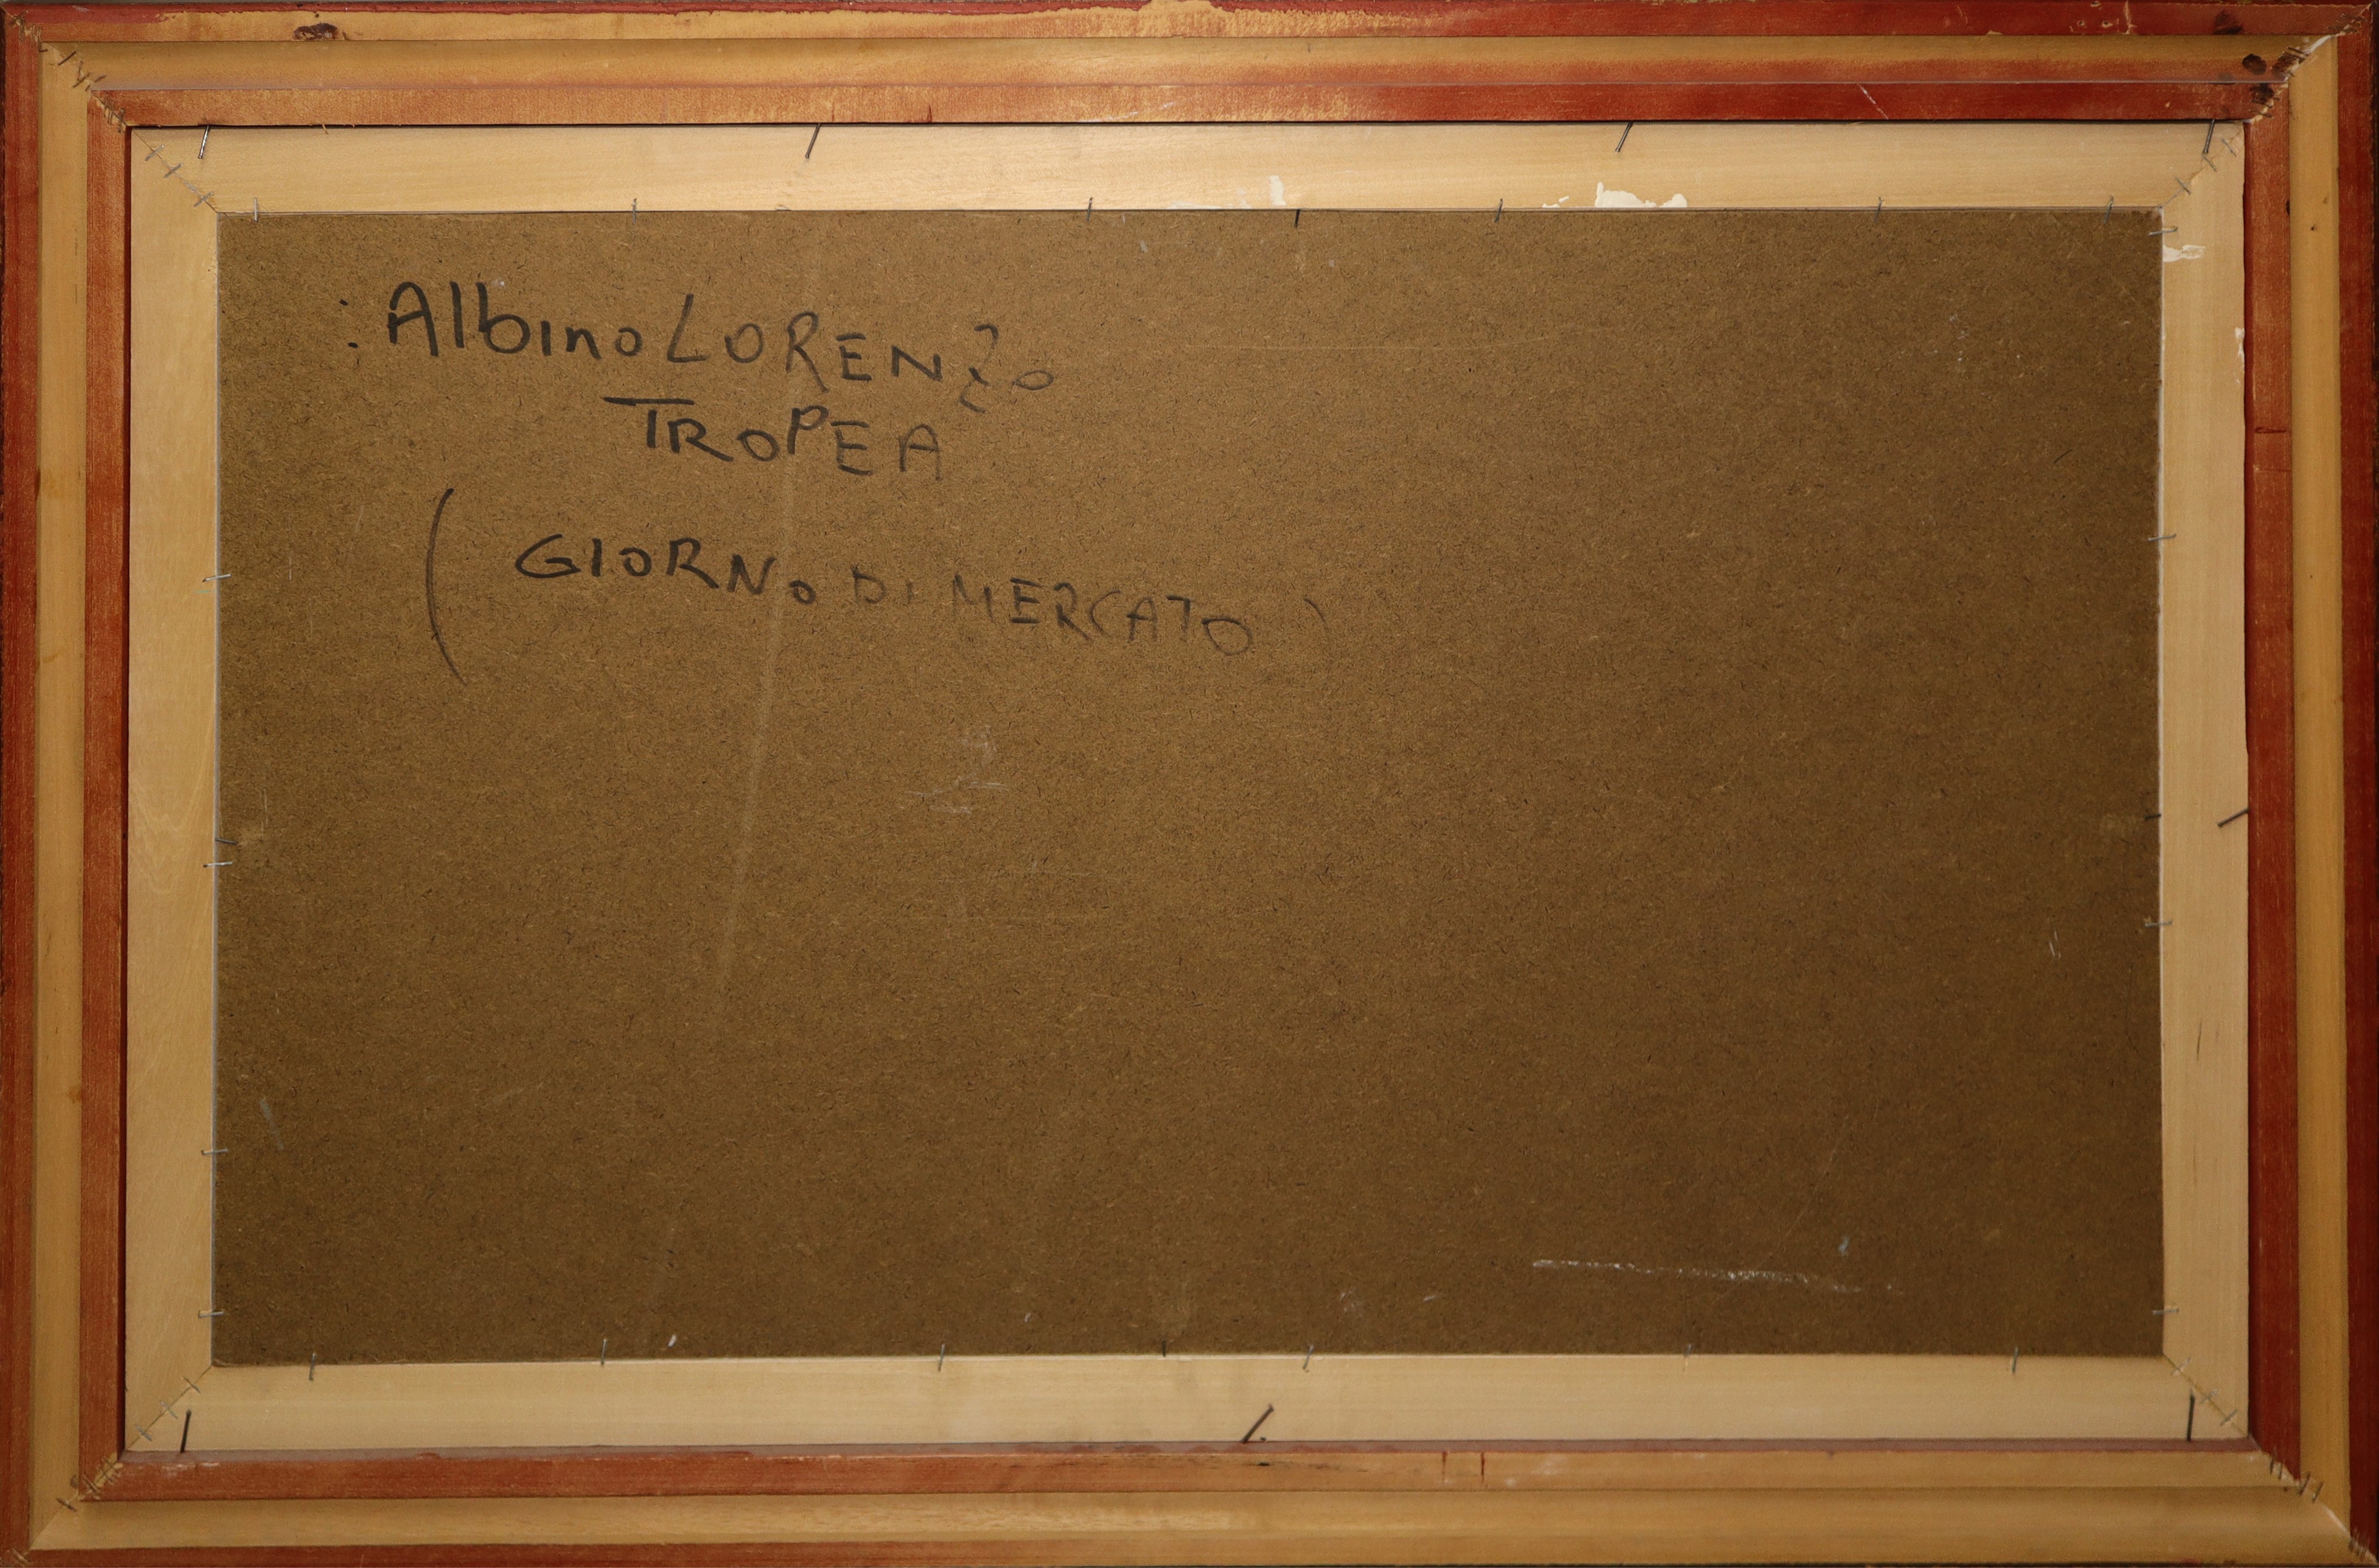 : Albino LORENZO
TROPEA
( GIORNO DI MERCATO )